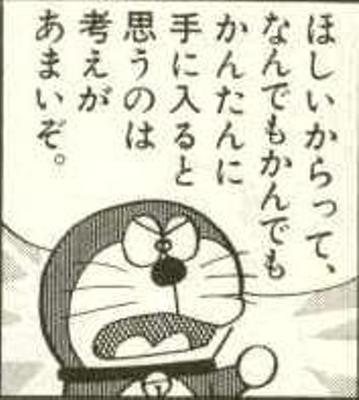 ほしいからって、
なんでもかんでも
かんたんに
手に入ると
思うのは
考えが
あまいぞ。